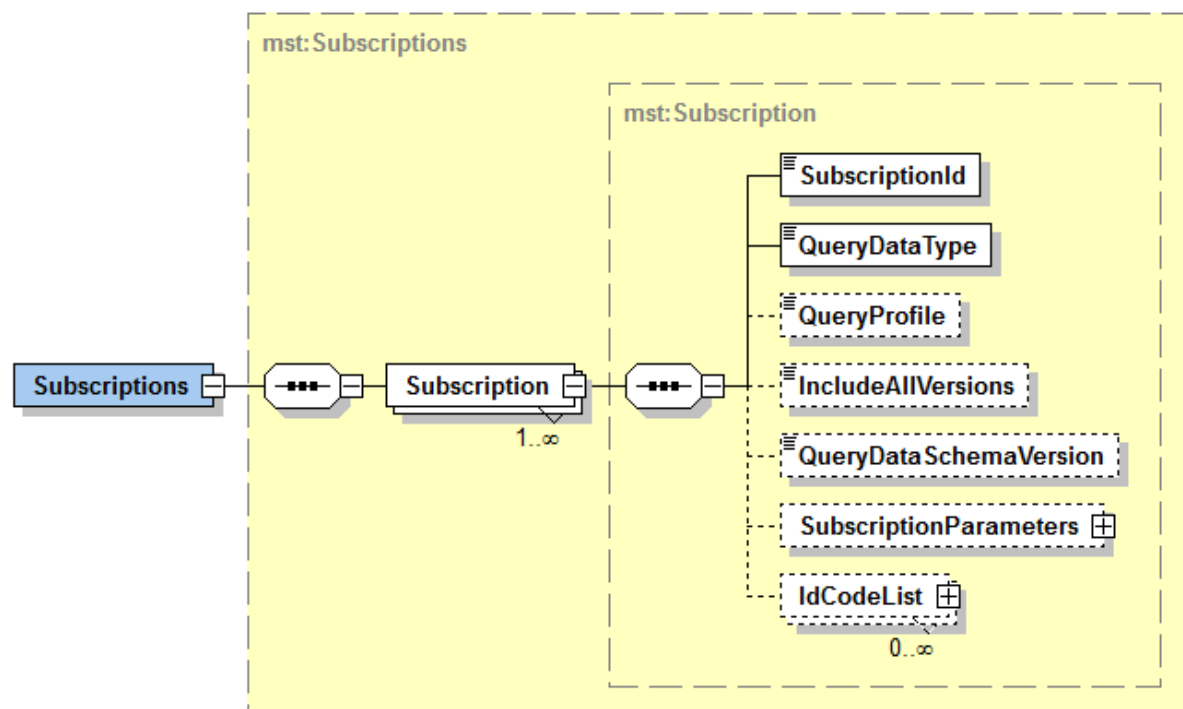 mst:Subscriptions
mst:Subscription
SubscriptionId
QueryDataType
QueryProfile
Subscriptions
Subscription
1..∞
IncludeAllVersions
QueryDataSchemaVersion
SubscriptionParameters
IdCodeList
0..∞